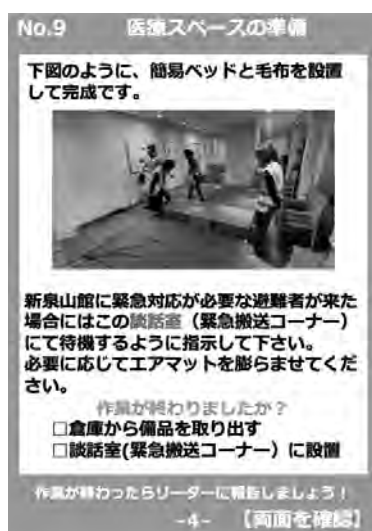 No.9 医療スペースの準備
下図のように、簡易ベッドと毛布を設置
して完成です。
新泉山館に緊急対応が必要な避難者が来た
場合にはこの談話室（緊急搬送コーナー）
にて待機するように指示して下さい。
必要に応じてエアマットを膨らませてくだ
さい。
作業が終わりましたか？
□倉庫から備品を取り出す
□談話室(緊急搬送コーナー）に設置
作業が終わったらリーダーに報告しましょう！
-4- 【両面を確認】